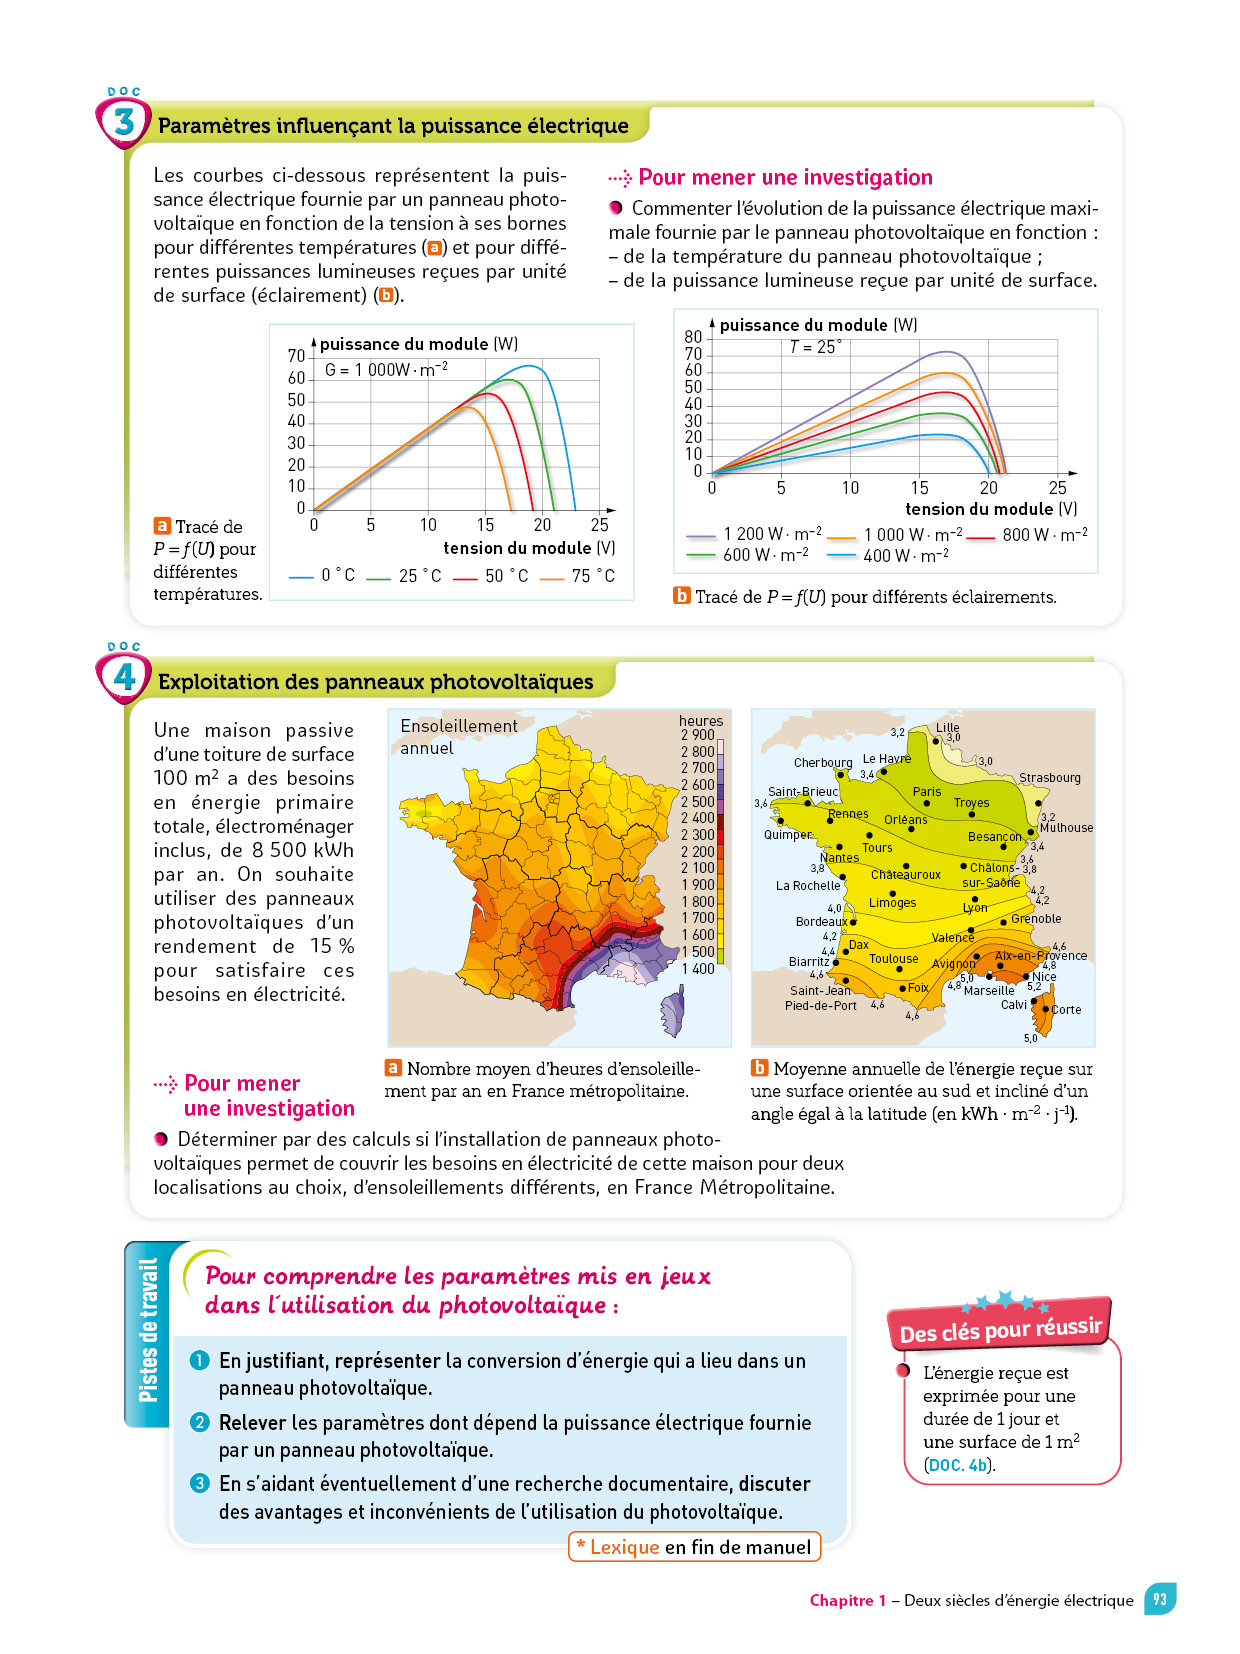 DOC
3
Paramètres influençant la puissance électrique
Les courbes ci-dessous représentent la puis-
sance électrique fournie par un panneau photo-
voltaïque en fonction de la tension à ses bornes
pour différentes températures (a) et pour diffé-
rentes puissances lumineuses reçues par unité
de surface (éclairement) (b).
Pour mener une investigation
Commenter l'évolution de la puissance électrique maxi-
male fournie par le panneau photovoltaïque en fonction :
– de la température du panneau photovoltaïque ;
– de la puissance lumineuse reçue par unité de surface.
puissance du module (W)
G = 1 000W · m⁻²
70
60
50
40
30
20
10
0
0 5 10 15 20 25
tension du module (V)
0 °C 25 °C 50 °C 75 °C
a Tracé de
P = f(U) pour
différentes
températures.
puissance du module (W)
T = 25°
80
70
60
50
40
30
20
10
0
0 5 10 15 20 25
tension du module (V)
1 200 W · m⁻² 1 000 W · m⁻² 800 W · m⁻²
600 W · m⁻² 400 W · m⁻²
b Tracé de P = f(U) pour différents éclairements.
DOC
4
Exploitation des panneaux photovoltaïques
Une maison passive
d'une toiture de surface
100 m² a des besoins
en énergie primaire
totale, électroménager
inclus, de 8 500 kWh
par an. On souhaite
utiliser des panneaux
photovoltaïques d'un
rendement de 15 %
pour satisfaire ces
besoins en électricité.
Ensoleillement
annuel
heures
2 900
2 800
2 700
2 600
2 500
2 400
2 300
2 200
2 100
1 900
1 800
1 700
1 600
1 500
1 400
a Nombre moyen d'heures d'ensoleille-
ment par an en France métropolitaine.
Lille
3,2
3,0
Cherbourg
Le Havre
3,4
3,0
Strasbourg
Saint-Brieuc
3,6
Paris
Troyes
Rennes
Orléans
3,2
Mulhouse
Quimper
Besançon
3,4
Tours
Nantes
3,6
3,8
Châteauroux
Châlons-
sur-Saône
3,8
La Rochelle
4,2
4,2
Limoges
Lyon
4,0
Bordeaux
Grenoble
4,2
Valence
4,4
Dax
4,6
Biarritz
Toulouse
Avignon
Aix-en-Provence
4,8
4,6
Nice
5,0
4,8
Saint-Jean
Pied-de-Port
Foix
Marseille
5,2
4,6
4,6
Calvi
Corte
5,0
b Moyenne annuelle de l'énergie reçue sur
une surface orientée au sud et incliné d'un
angle égal à la latitude (en kWh · m⁻² · j⁻¹).
Pour mener
une investigation
Déterminer par des calculs si l'installation de panneaux photo-
voltaïques permet de couvrir les besoins en électricité de cette maison pour deux
localisations au choix, d'ensoleillements différents, en France Métropolitaine.
Pistes de travail
Pour comprendre les paramètres mis en jeux
dans l'utilisation du photovoltaïque :
1 En justifiant, représenter la conversion d'énergie qui a lieu dans un
panneau photovoltaïque.
2 Relever les paramètres dont dépend la puissance électrique fournie
par un panneau photovoltaïque.
3 En s'aidant éventuellement d'une recherche documentaire, discuter
des avantages et inconvénients de l'utilisation du photovoltaïque.
* Lexique en fin de manuel
Des clés pour réussir
L'énergie reçue est
exprimée pour une
durée de 1 jour et
une surface de 1 m²
(DOC. 4b).
Chapitre 1 – Deux siècles d'énergie électrique 93